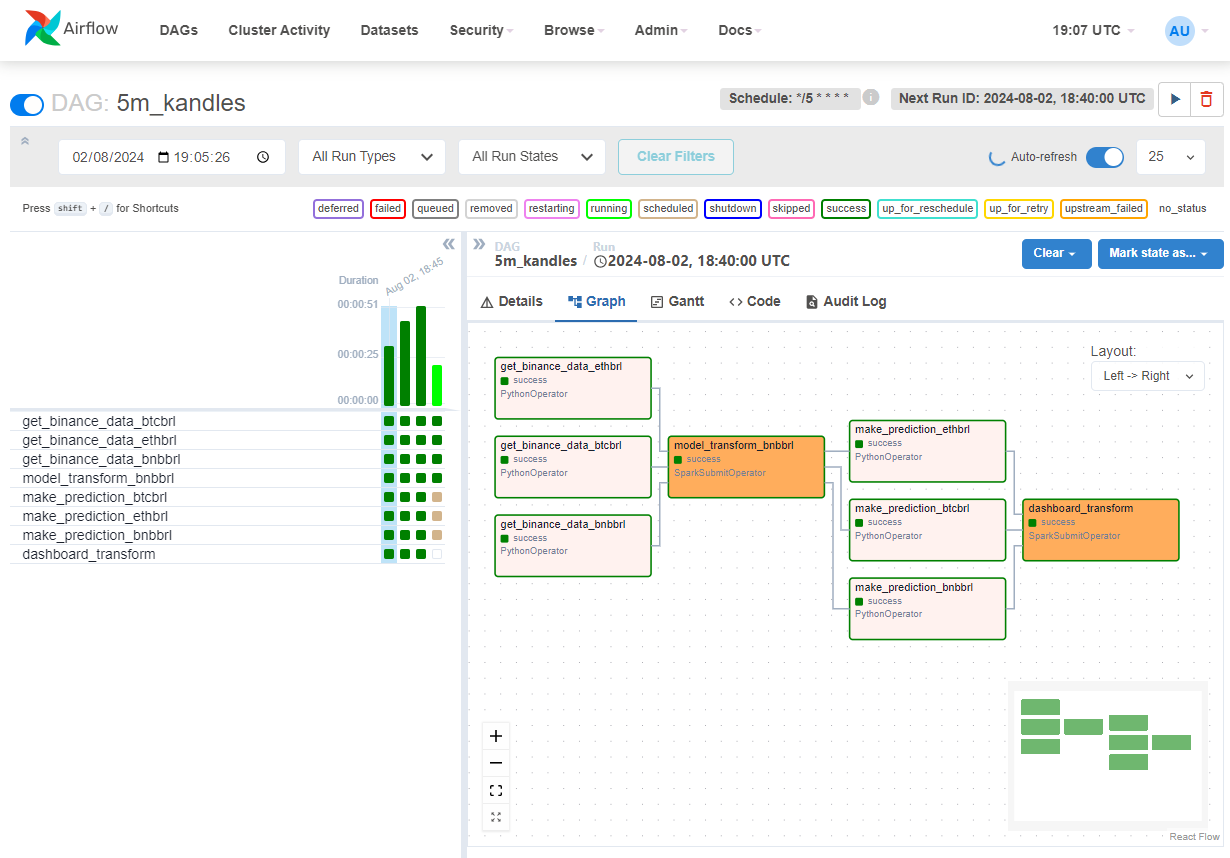 Airflow DAGs Cluster Activity Datasets Security Browse Admin Docs 19:07 UTC AU
DAG: 5m_kandles
Schedule: */5 * * * * i Next Run ID: 2024-08-02, 18:40:00 UTC
02/08/2024 19:05:26 All Run Types All Run States Clear Filters Auto-refresh 25
Press shift + / for Shortcuts
deferred failed queued removed restarting running scheduled shutdown skipped success up_for_reschedule up_for_retry upstream_failed no_status
Duration
Aug 02, 18:45
00:00:51
00:00:25
00:00:00
get_binance_data_btcbrl
get_binance_data_ethbrl
get_binance_data_bnbbrl
model_transform_bnbbrl
make_prediction_btcbrl
make_prediction_ethbrl
make_prediction_bnbbrl
dashboard_transform
DAG
5m_kandles
/
Run
2024-08-02, 18:40:00 UTC
Clear
Mark state as...
Details Graph Gantt Code Audit Log
Layout:
Left -> Right
get_binance_data_ethbrl
success
PythonOperator
get_binance_data_btcbrl
success
PythonOperator
get_binance_data_bnbbrl
success
PythonOperator
model_transform_bnbbrl
success
SparkSubmitOperator
make_prediction_ethbrl
success
PythonOperator
make_prediction_btcbrl
success
PythonOperator
make_prediction_bnbbrl
success
PythonOperator
dashboard_transform
success
SparkSubmitOperator
React Flow